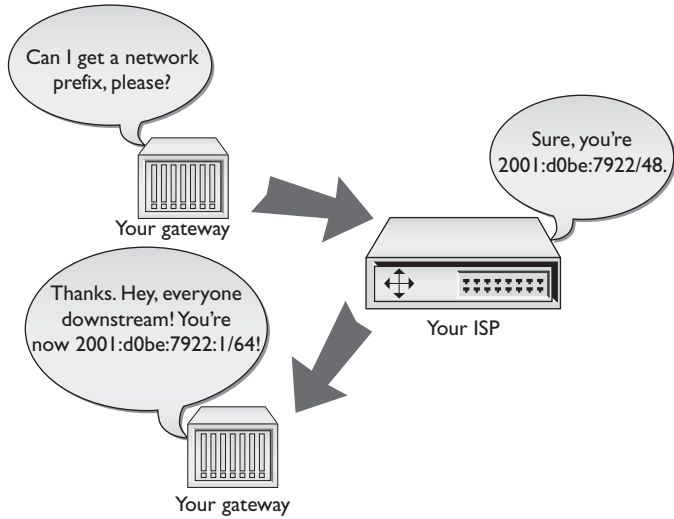 Can I get a network
prefix, please?
Your gateway
Sure, you're
2001:d0be:7922/48.
Your ISP
Thanks. Hey, everyone
downstream! You're
now 2001:d0be:7922:1/64!
Your gateway